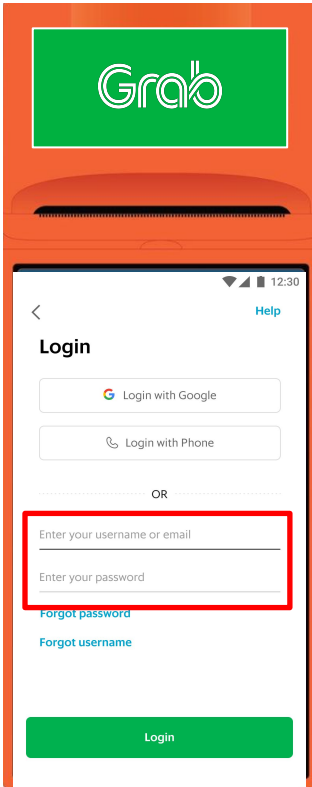 Grab
12:30
Help
Login
Login with Google
Login with Phone
OR
Enter your username or email
Enter your password
Forgot password
Forgot username
Login